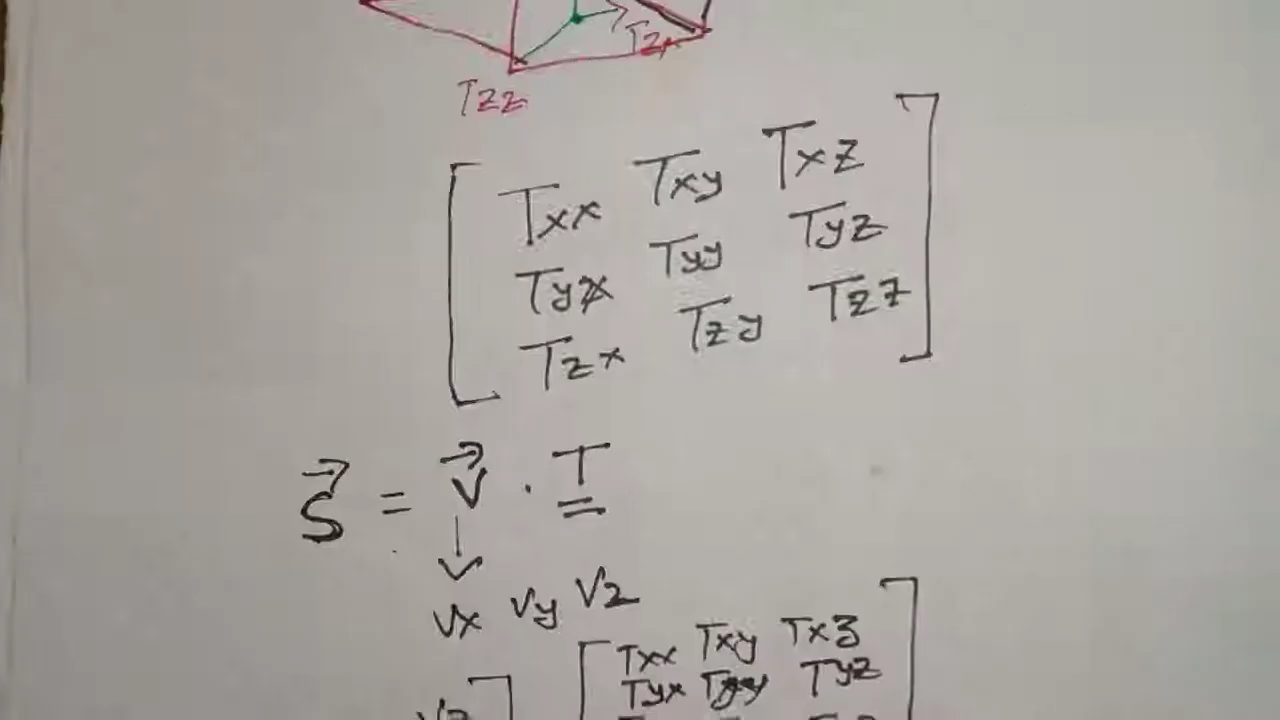 Tzx
Tzz
Txx Txy Txz
Tyx Tyy Tyz
Tzx Tzy Tzz
S = V . T
Vx Vy Vz
Txx Txy Txz
Tyx Tyy Tyz